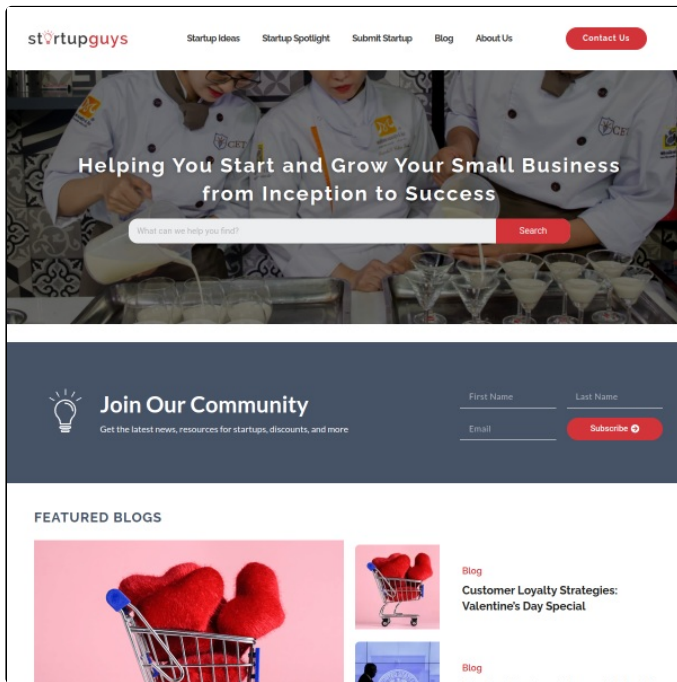 startupguys
Startup Ideas
Startup Spotlight
Submit Startup
Blog
About Us
Contact Us
CET
Helping You Start and Grow Your Small Business
from Inception to Success
What can we help you find?
Search
Join Our Community
Get the latest news, resources for startups, discounts, and more
First Name
Last Name
Email
Subscribe
FEATURED BLOGS
Blog
Customer Loyalty Strategies:
Valentine's Day Special
Blog